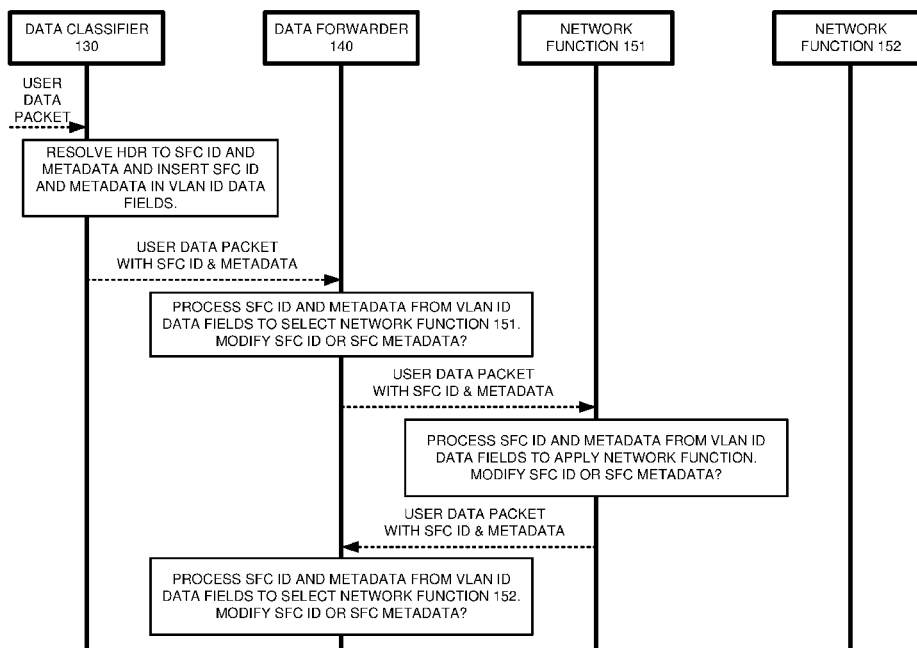 DATA CLASSIFIER
130
DATA FORWARDER
140
NETWORK
FUNCTION 151
NETWORK
FUNCTION 152
USER
DATA
PACKET
RESOLVE HDR TO SFC ID AND
METADATA AND INSERT SFC ID
AND METADATA IN VLAN ID DATA
FIELDS.
USER DATA PACKET
WITH SFC ID & METADATA
PROCESS SFC ID AND METADATA FROM VLAN ID
DATA FIELDS TO SELECT NETWORK FUNCTION 151.
MODIFY SFC ID OR SFC METADATA?
USER DATA PACKET
WITH SFC ID & METADATA
PROCESS SFC ID AND METADATA FROM VLAN ID
DATA FIELDS TO APPLY NETWORK FUNCTION.
MODIFY SFC ID OR SFC METADATA?
USER DATA PACKET
WITH SFC ID & METADATA
PROCESS SFC ID AND METADATA FROM VLAN ID
DATA FIELDS TO SELECT NETWORK FUNCTION 152.
MODIFY SFC ID OR SFC METADATA?